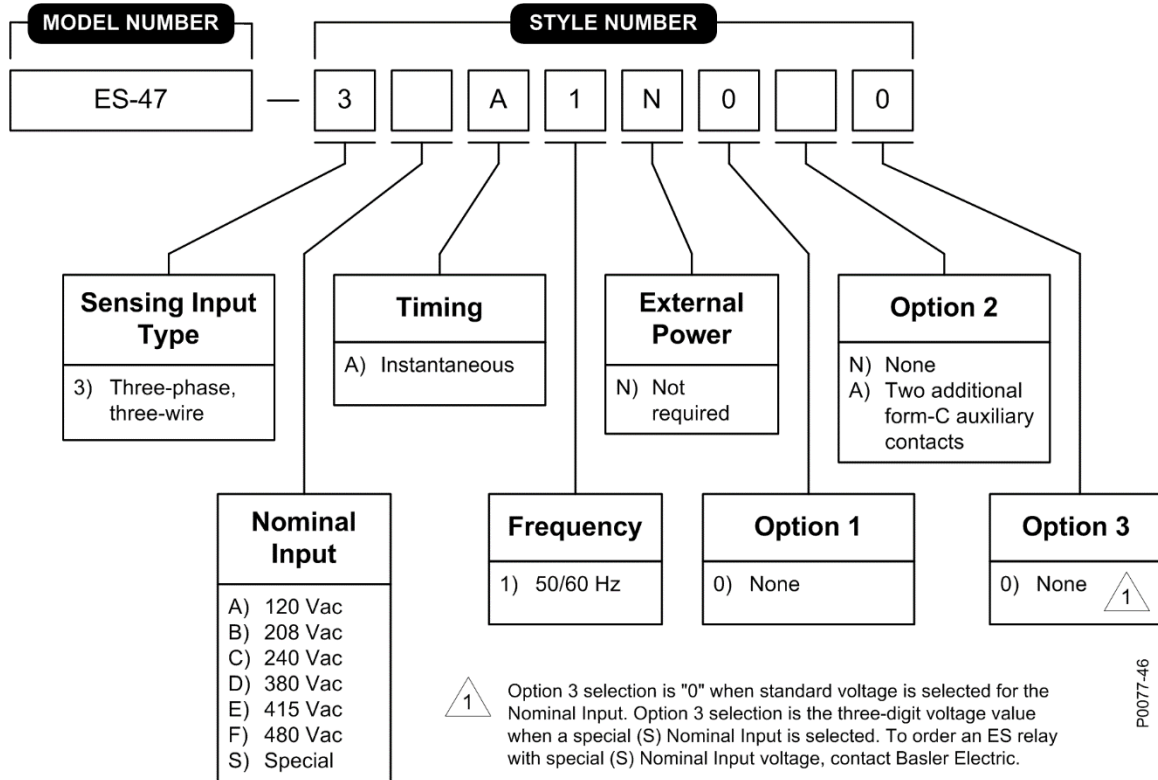 MODEL NUMBER
STYLE NUMBER
ES-47 — 3 A 1 N 0 0
Sensing Input
Type
3) Three-phase,
three-wire
Timing
A) Instantaneous
External
Power
N) Not
required
Option 2
N) None
A) Two additional
form-C auxiliary
contacts
Nominal
Input
A) 120 Vac
B) 208 Vac
C) 240 Vac
D) 380 Vac
E) 415 Vac
F) 480 Vac
S) Special
Frequency
1) 50/60 Hz
Option 1
0) None
Option 3
0) None 1
1 Option 3 selection is "0" when standard voltage is selected for the
Nominal Input. Option 3 selection is the three-digit voltage value
when a special (S) Nominal Input is selected. To order an ES relay
with special (S) Nominal Input voltage, contact Basler Electric.
P0077-46